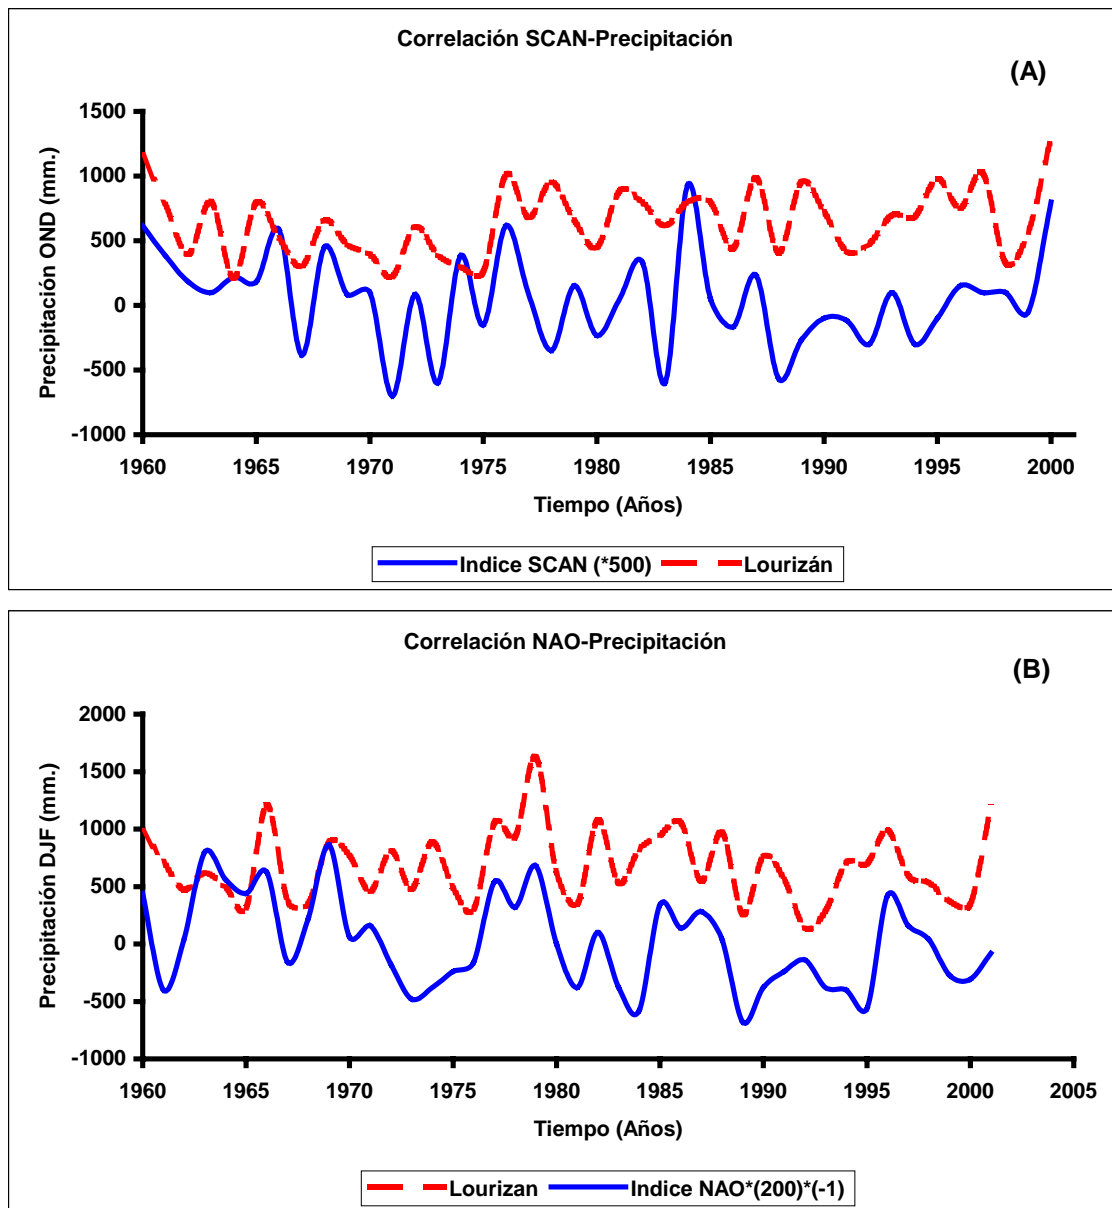 Correlación SCAN-Precipitación
(A)
Precipitación OND (mm.)
1500
1000
500
0
-500
-1000
1960 1965 1970 1975 1980 1985 1990 1995 2000
Tiempo (Años)
Indice SCAN (*500) Lourizán
Correlación NAO-Precipitación
(B)
Precipitación DJF (mm.)
2000
1500
1000
500
0
-500
-1000
1960 1965 1970 1975 1980 1985 1990 1995 2000 2005
Tiempo (Años)
Lourizan Indice NAO*(200)*(-1)